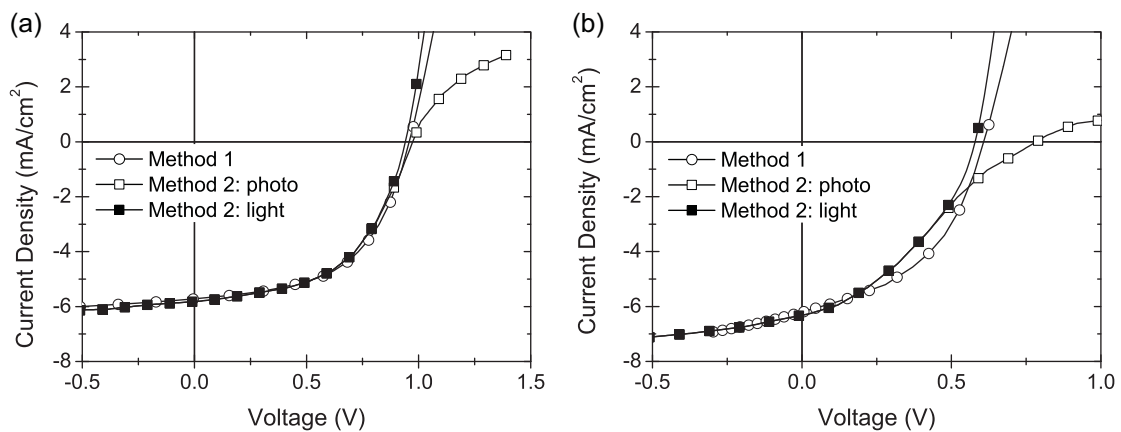 (a)
4
2
0
-2
-4
-6
-8
Current Density (mA/cm²)
Method 1
Method 2: photo
Method 2: light
-0.5 0.0 0.5 1.0 1.5
Voltage (V)
(b)
4
2
0
-2
-4
-6
-8
Current Density (mA/cm²)
Method 1
Method 2: photo
Method 2: light
-0.5 0.0 0.5 1.0
Voltage (V)